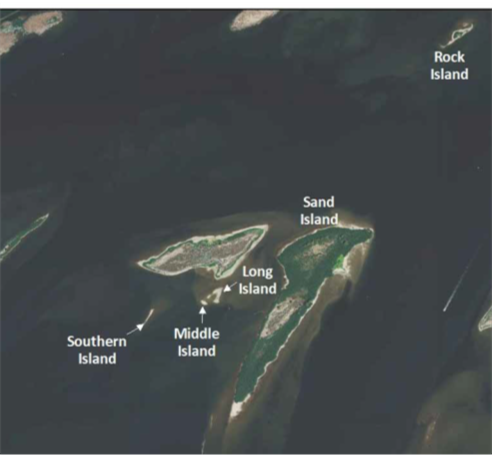 Rock
Island
Sand
Island
Long
Island
Middle
Island
Southern
Island